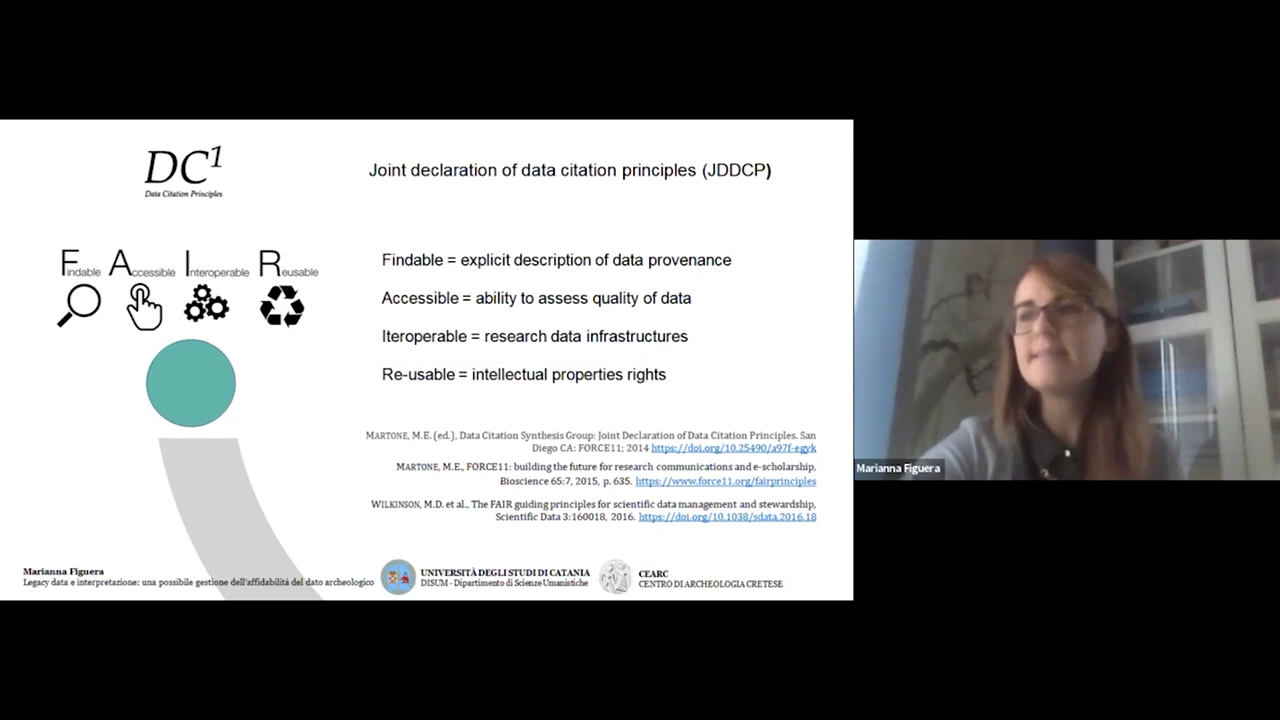 DC¹
Data Citation Principles
Joint declaration of data citation principles (JDDCP)
Findable Accessible Interoperable Reusable
Findable = explicit description of data provenance
Accessible = ability to assess quality of data
Iteroperable = research data infrastructures
Re-usable = intellectual properties rights
MARTONE, M.E. (ed.), Data Citation Synthesis Group: Joint Declaration of Data Citation Principles. San
Diego CA: FORCE11; 2014 https://doi.org/10.25490/a97f-egyk
MARTONE, M.E., FORCE11: building the future for research communications and e-scholarship,
Bioscience 65:7, 2015, p. 635. https://www.force11.org/fairprinciples
WILKINSON, M.D. et al., The FAIR guiding principles for scientific data management and stewardship,
Scientific Data 3:160018, 2016. https://doi.org/10.1038/sdata.2016.18
Marianna Figuera
Legacy data e interpretazione: una possibile gestione dell'affidabilità del dato archeologico
UNIVERSITÀ DEGLI STUDI DI CATANIA
DISUM - Dipartimento di Scienze Umanistiche
CEARC
CENTRO DI ARCHEOLOGIA CRETESE
Marianna Figuera